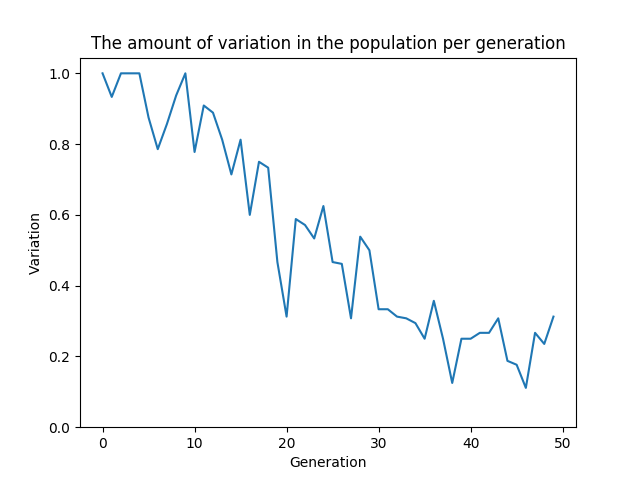 The amount of variation in the population per generation
1.0
0.8
0.6
0.4
0.2
0.0
Variation
0 10 20 30 40 50
Generation